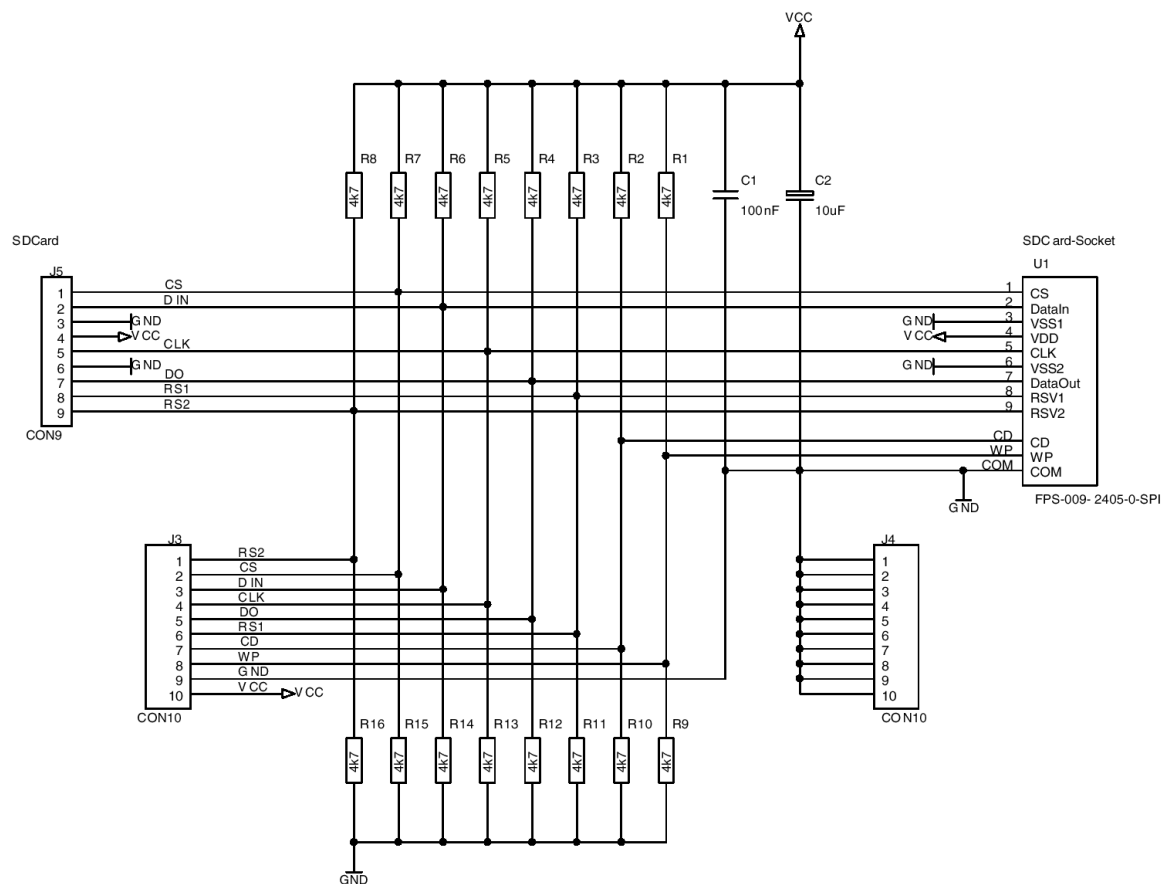 VCC
R8 R7 R6 R5 R4 R3 R2 R1
C1 C2
4k7 4k7 4k7 4k7 4k7 4k7 4k7 4k7
100nF 10uF
SDCard
SDCard-Socket
J5
U1
CS
1 1 CS
D IN
2 2 DataIn
3 GND GND 3 VSS1
4 VCC VCC 4 VDD
CLK
5 5 CLK
6 GND GND 6 VSS2
DO
7 7 DataOut
RS1
8 8 RSV1
RS2
9 9 RSV2
CON9
CD CD
WP WP
COM COM
GND
FPS-009-2405-0-SPI
J3 J4
1 RS2 1
2 CS 2
3 D IN 3
4 CLK 4
5 DO 5
6 RS1 6
7 CD 7
8 WP 8
9 GND 9
10 VCC VCC 10
CON10 CON10
R16 R15 R14 R13 R12 R11 R10 R9
4k7 4k7 4k7 4k7 4k7 4k7 4k7 4k7
GND